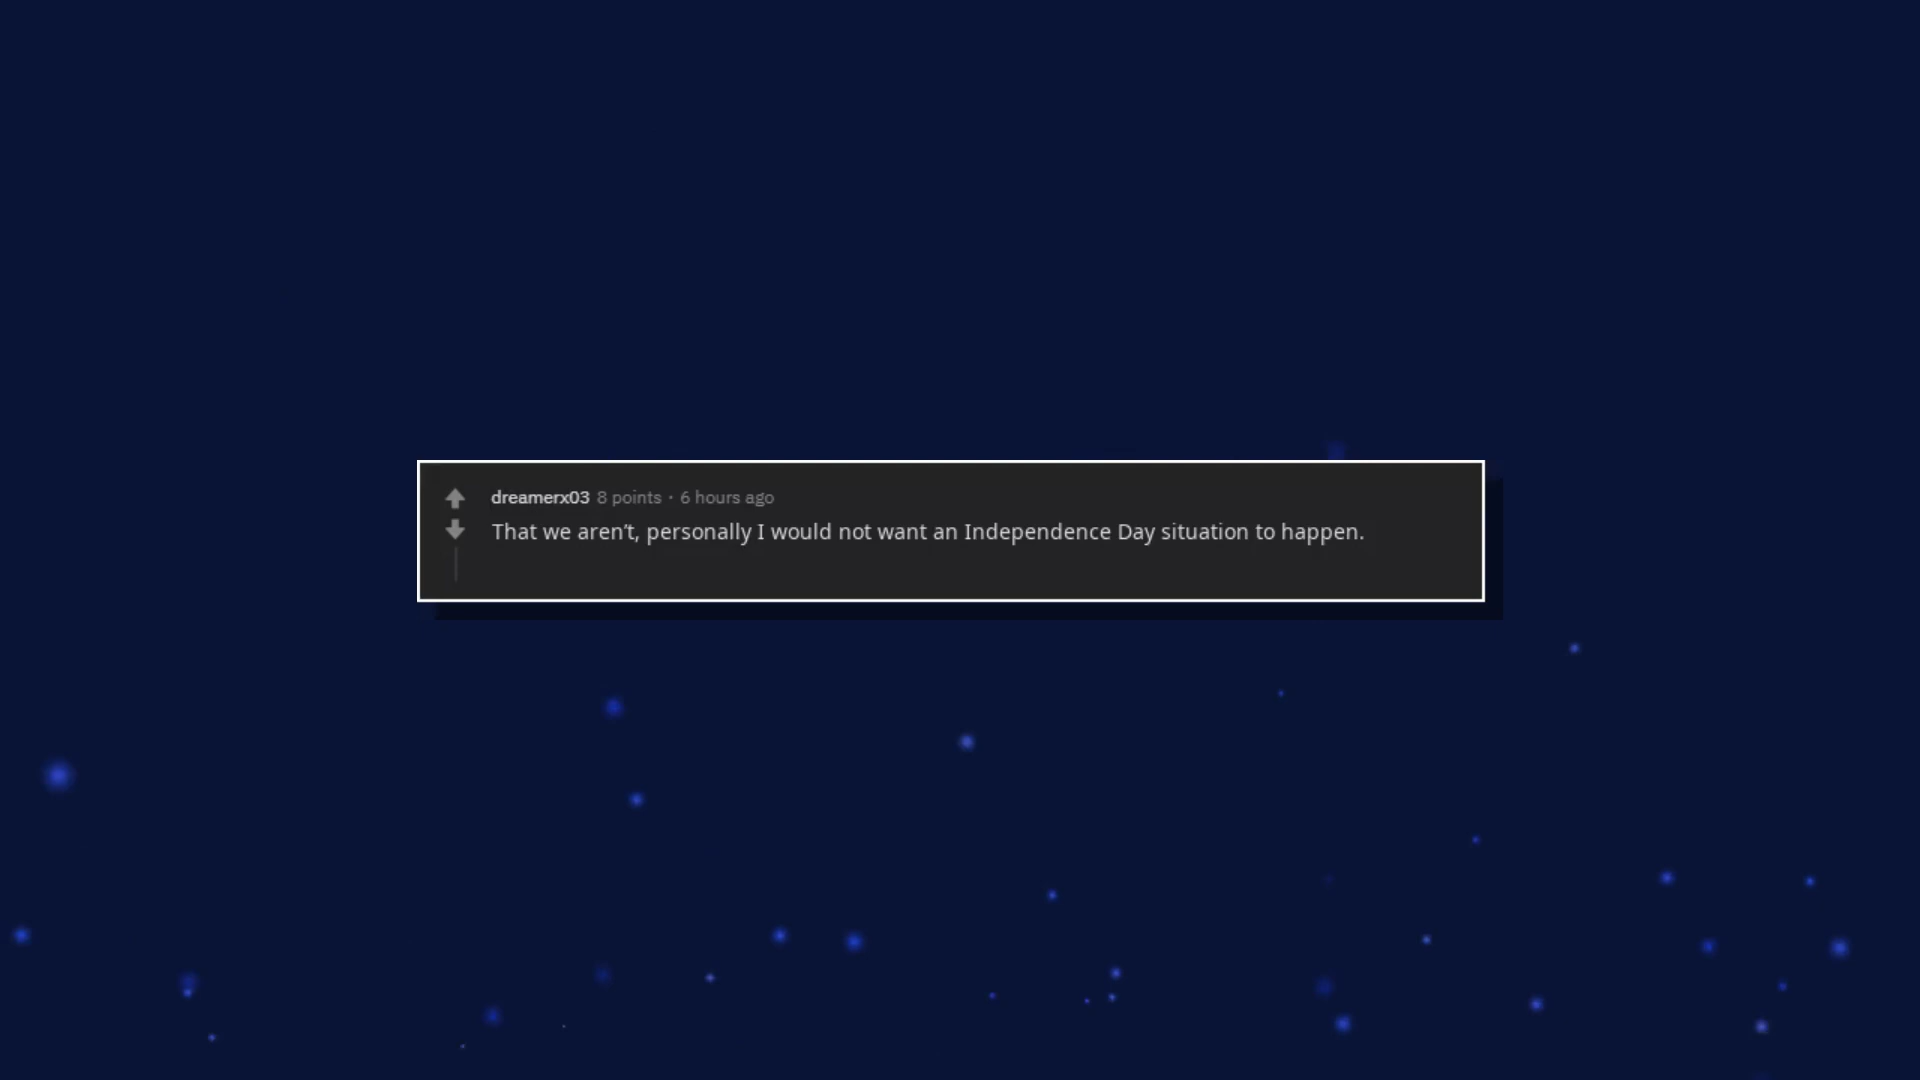 dreamerx03 8 points · 6 hours ago
That we aren’t, personally I would not want an Independence Day situation to happen.